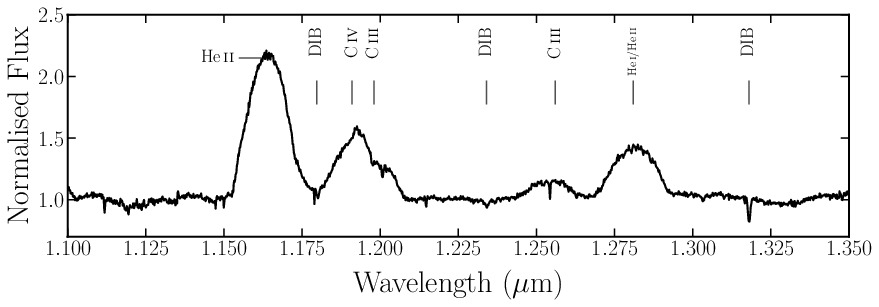 2.5
2.0
1.5
1.0
Normalised Flux
He II
DIB
C IV
C III
DIB
C III
He I/He II
DIB
1.100 1.125 1.150 1.175 1.200 1.225 1.250 1.275 1.300 1.325 1.350
Wavelength (μm)